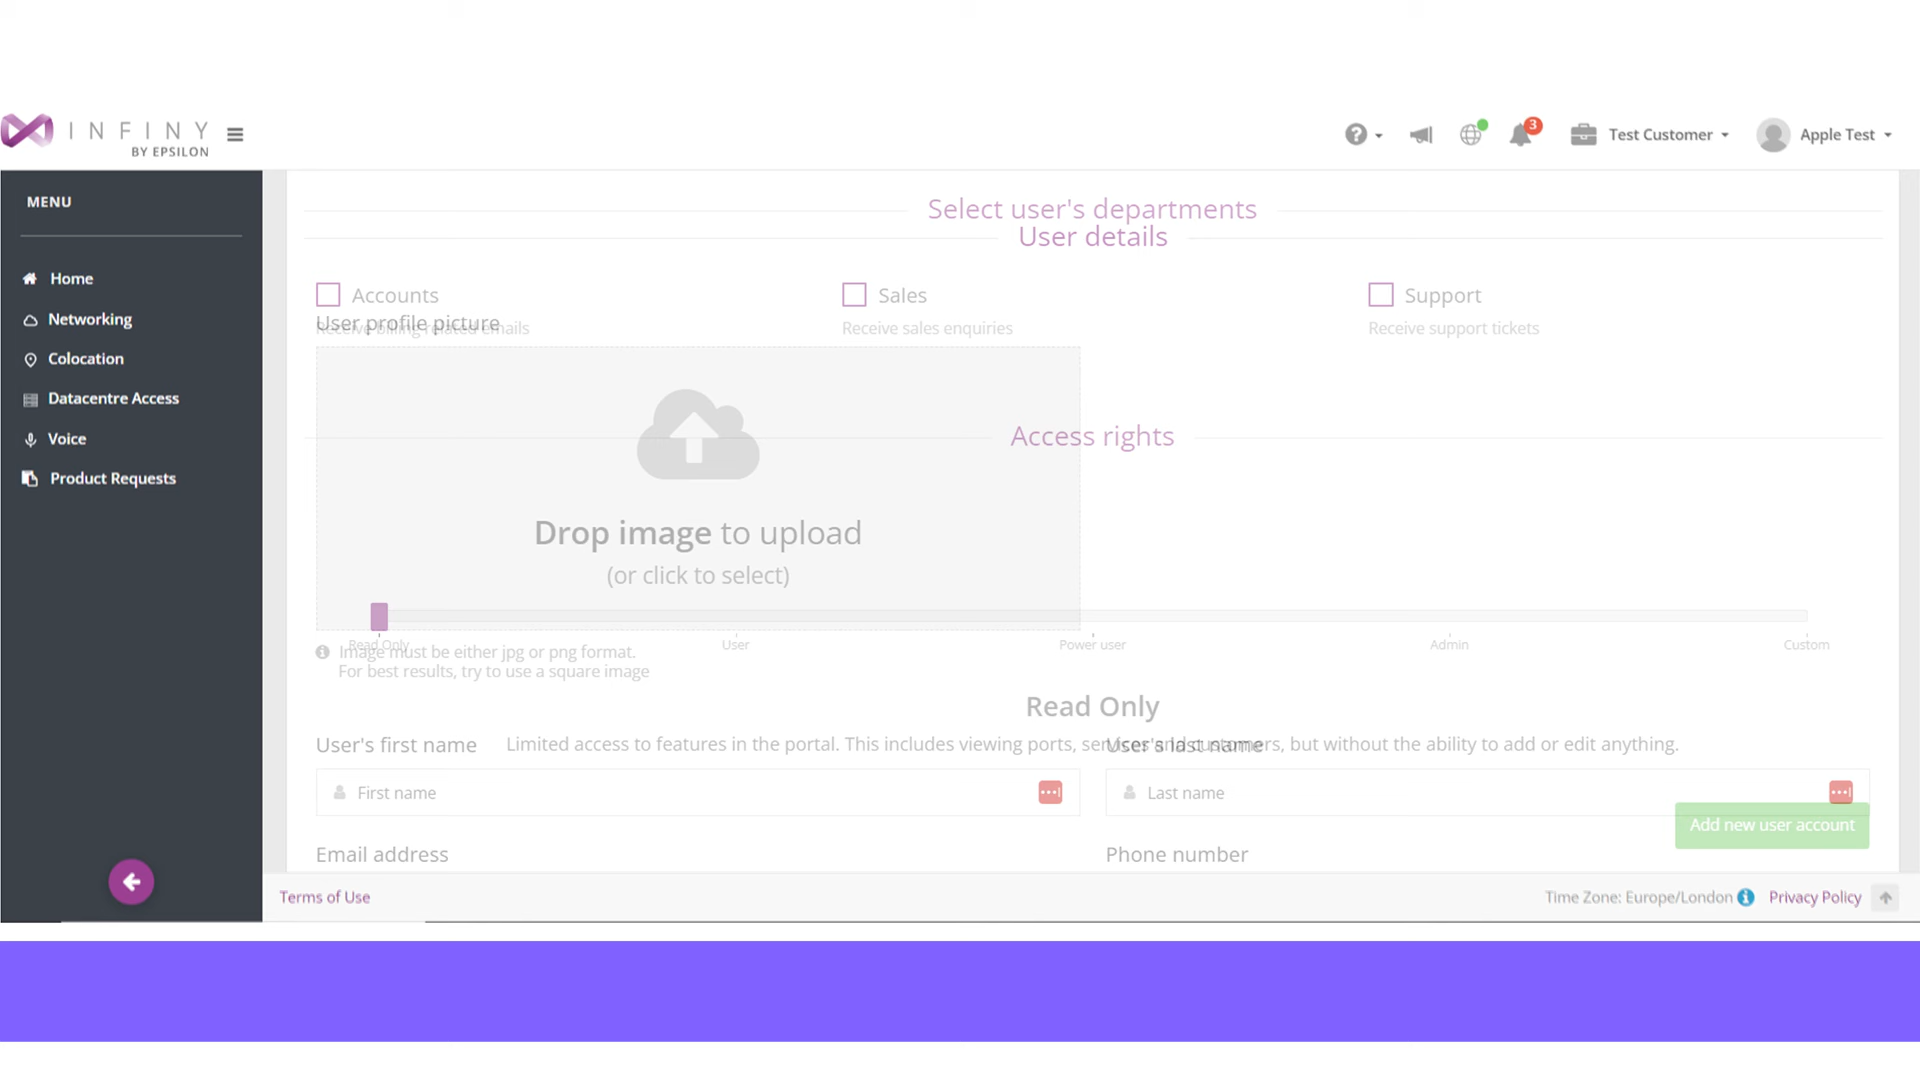 INFINY
BY EPSILON
3
Test Customer
Apple Test
MENU
Home
Networking
Colocation
Datacentre Access
Voice
Product Requests
Select user's departments
User details
Accounts
Sales
Support
User profile picture
Receive billing related emails
Receive sales enquiries
Receive support tickets
Access rights
Drop image to upload
(or click to select)
Read Only
User
Power user
Admin
Custom
Image must be either jpg or png format.
For best results, try to use a square image
Read Only
User's first name
Limited access to features in the portal. This includes viewing ports, services and customers, but without the ability to add or edit anything.
User's last name
First name
Last name
Add new user account
Email address
Phone number
Terms of Use
Time Zone: Europe/London
Privacy Policy